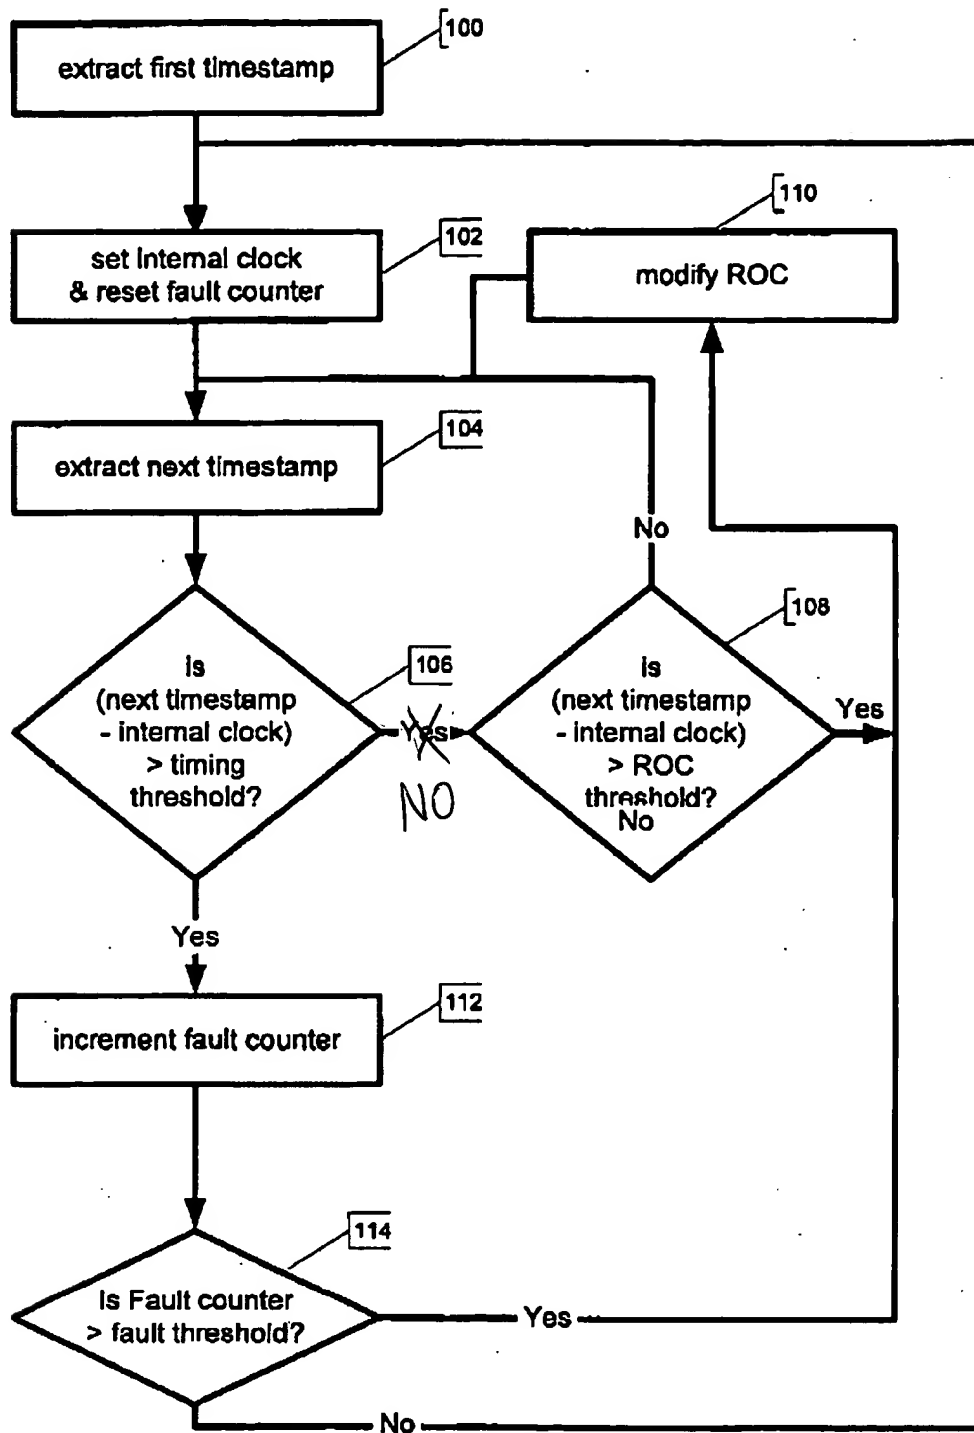 100
extract first timestamp
110
102
set internal clock
& reset fault counter
modify ROC
104
extract next timestamp
No
108
106
is
(next timestamp
- internal clock)
> timing
threshold?
Yes
NO
is
(next timestamp
- internal clock)
> ROC
threshold?
No
Yes
Yes
112
increment fault counter
114
Is Fault counter
> fault threshold?
Yes
No